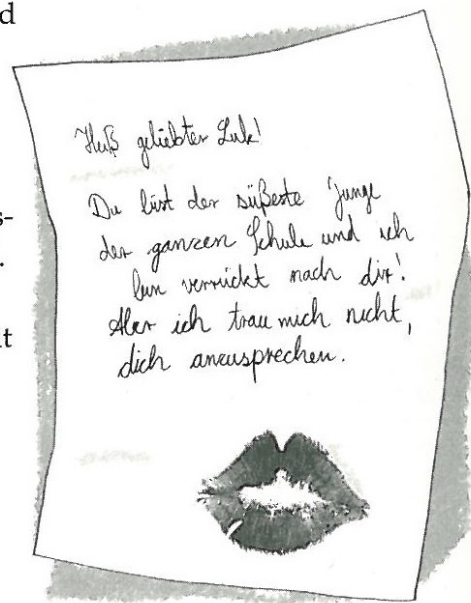 d
s-
.
t
Heiß geliebter Luk!
Du bist der süßeste Junge
der ganzen Schule und ich
bin verrückt nach dir!
Aber ich trau mich nicht,
dich anzusprechen.